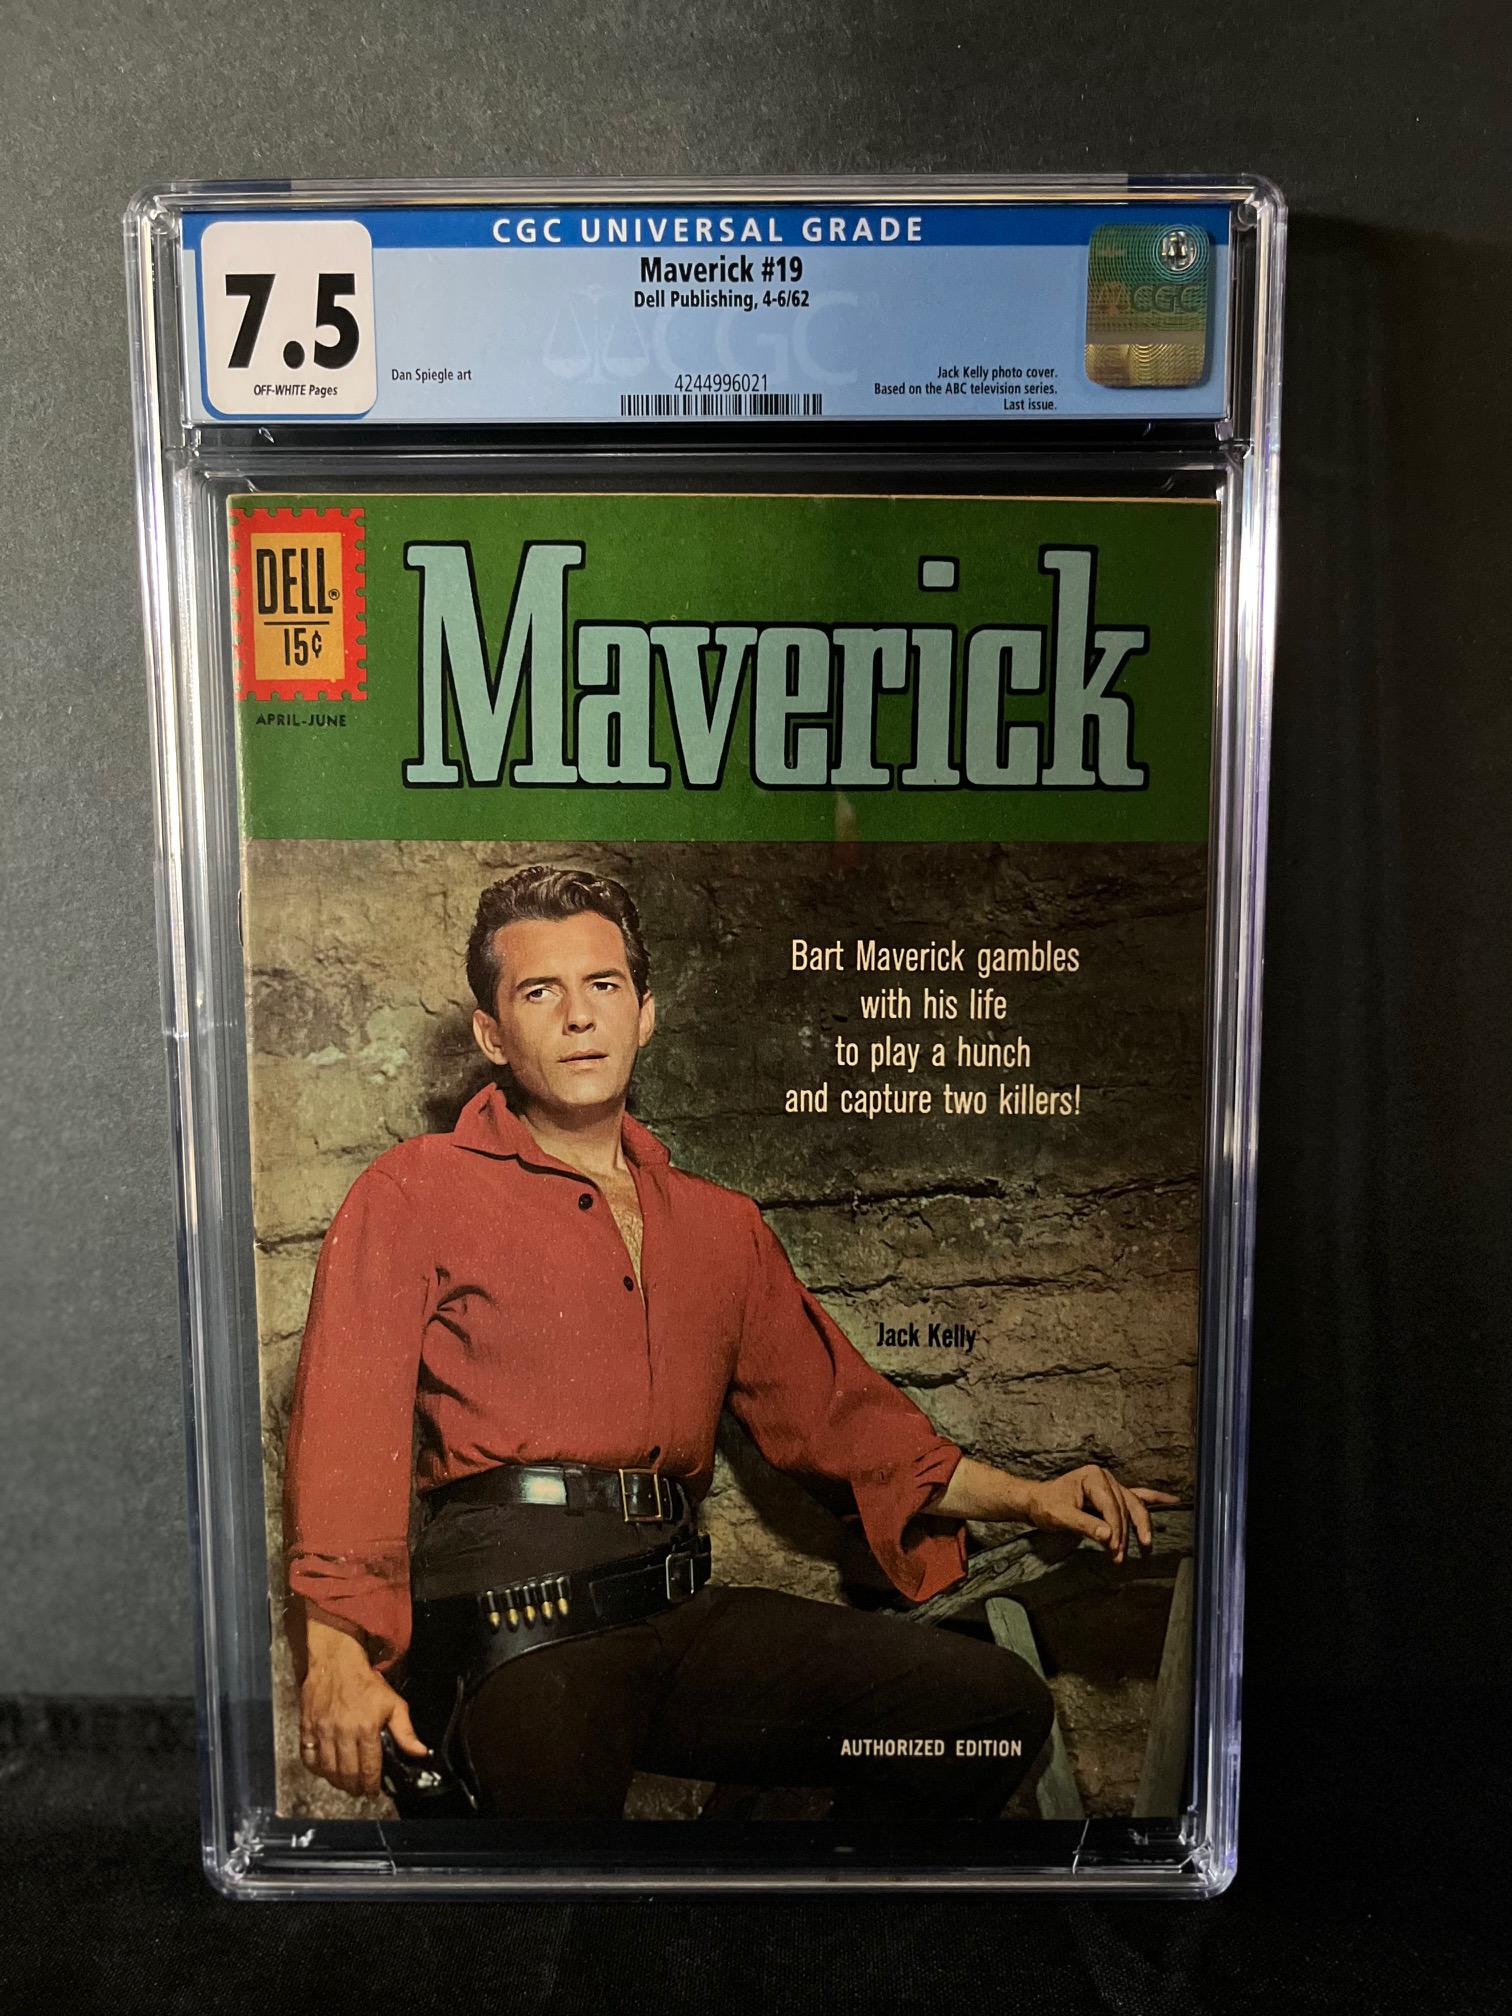 CGC UNIVERSAL GRADE
7.5
OFF-WHITE Pages
Maverick #19
Dell Publishing, 4-6/62
CGC
Dan Spiegle art
4244996021
Jack Kelly photo cover.
Based on the ABC television series.
Last issue.
CGC
DELL®
15¢
APRIL-JUNE
Maverick
Bart Maverick gambles
with his life
to play a hunch
and capture two killers!
Jack Kelly
AUTHORIZED EDITION